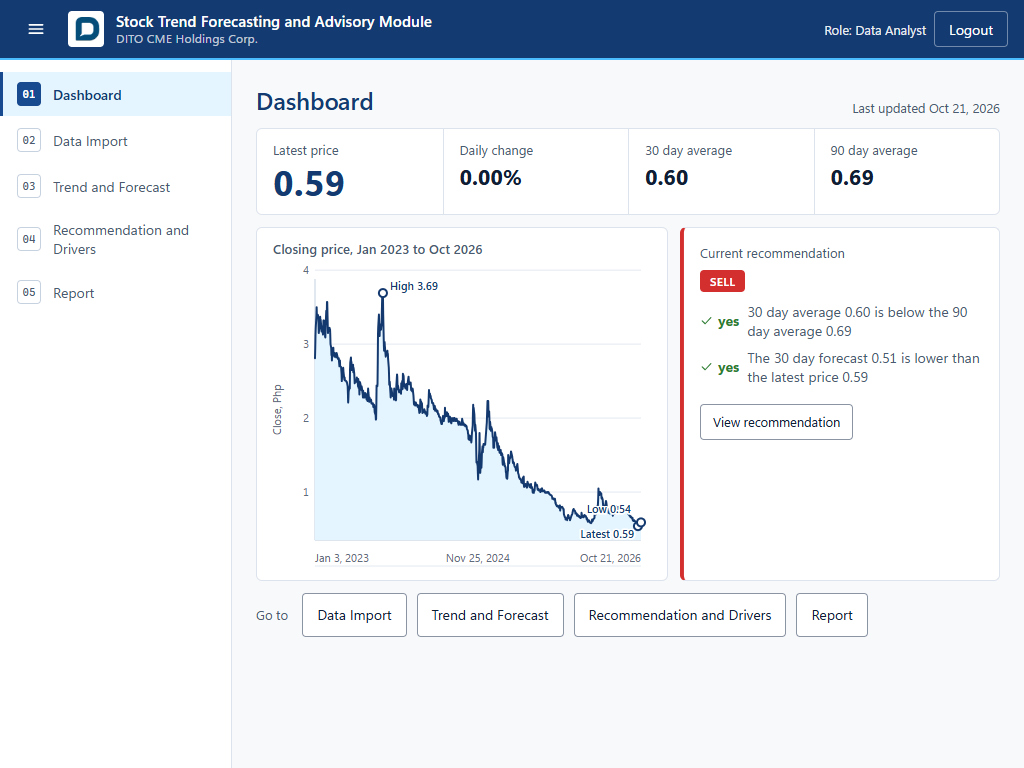 Stock Trend Forecasting and Advisory Module
DITO CME Holdings Corp.
Role: Data Analyst
Logout
01 Dashboard
02 Data Import
03 Trend and Forecast
04 Recommendation and
Drivers
05 Report
Dashboard
Last updated Oct 21, 2026
Latest price
0.59
Daily change
0.00%
30 day average
0.60
90 day average
0.69
Closing price, Jan 2023 to Oct 2026
4
3
2
1
Close, Php
High 3.69
Low 0.54
Latest 0.59
Jan 3, 2023
Nov 25, 2024
Oct 21, 2026
Current recommendation
SELL
yes 30 day average 0.60 is below the 90
day average 0.69
yes The 30 day forecast 0.51 is lower than
the latest price 0.59
View recommendation
Go to
Data Import
Trend and Forecast
Recommendation and Drivers
Report